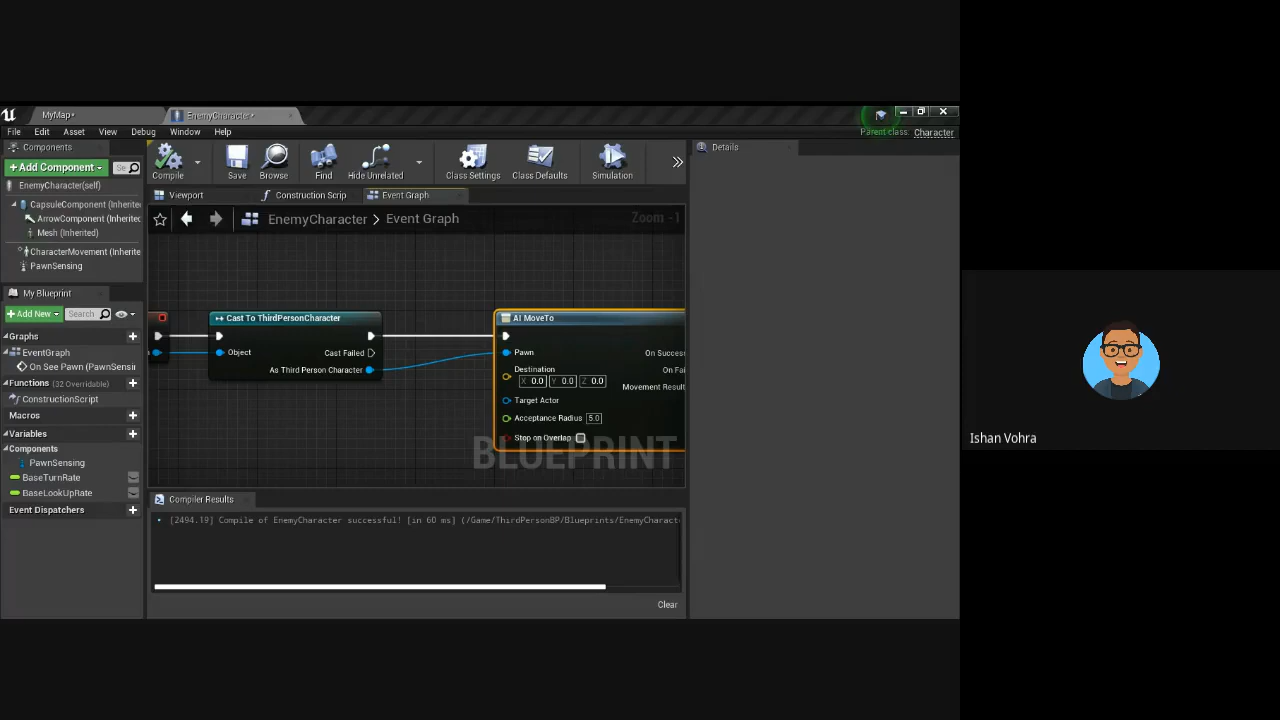 MyMap*
EnemyCharacter*
Parent class: Character
File Edit Asset View Debug Window Help
Components
+Add Component
Se
EnemyCharacter(self)
CapsuleComponent (Inherited
ArrowComponent (Inherited
Mesh (Inherited)
CharacterMovement (Inherite
PawnSensing
Compile
Save
Browse
Find
Hide Unrelated
Class Settings
Class Defaults
Simulation
Details
Viewport
Construction Scrip
Event Graph
EnemyCharacter > Event Graph
Zoom -1
Cast To ThirdPersonCharacter
Object
Cast Failed
As Third Person Character
AI MoveTo
Pawn
On Succes
Destination
X 0.0 Y 0.0 Z 0.0
On Fai
Movement Result
Target Actor
Acceptance Radius 5.0
Stop on Overlap
BLUEPRINT
My Blueprint
+Add New
Search
Graphs
EventGraph
On See Pawn (PawnSensin
Functions (32 Overridable)
ConstructionScript
Macros
Variables
Components
PawnSensing
BaseTurnRate
BaseLookUpRate
Event Dispatchers
Compiler Results
[2494.19] Compile of EnemyCharacter successful! [in 60 ms] (/Game/ThirdPersonBP/Blueprints/EnemyCharact
Clear
Ishan Vohra